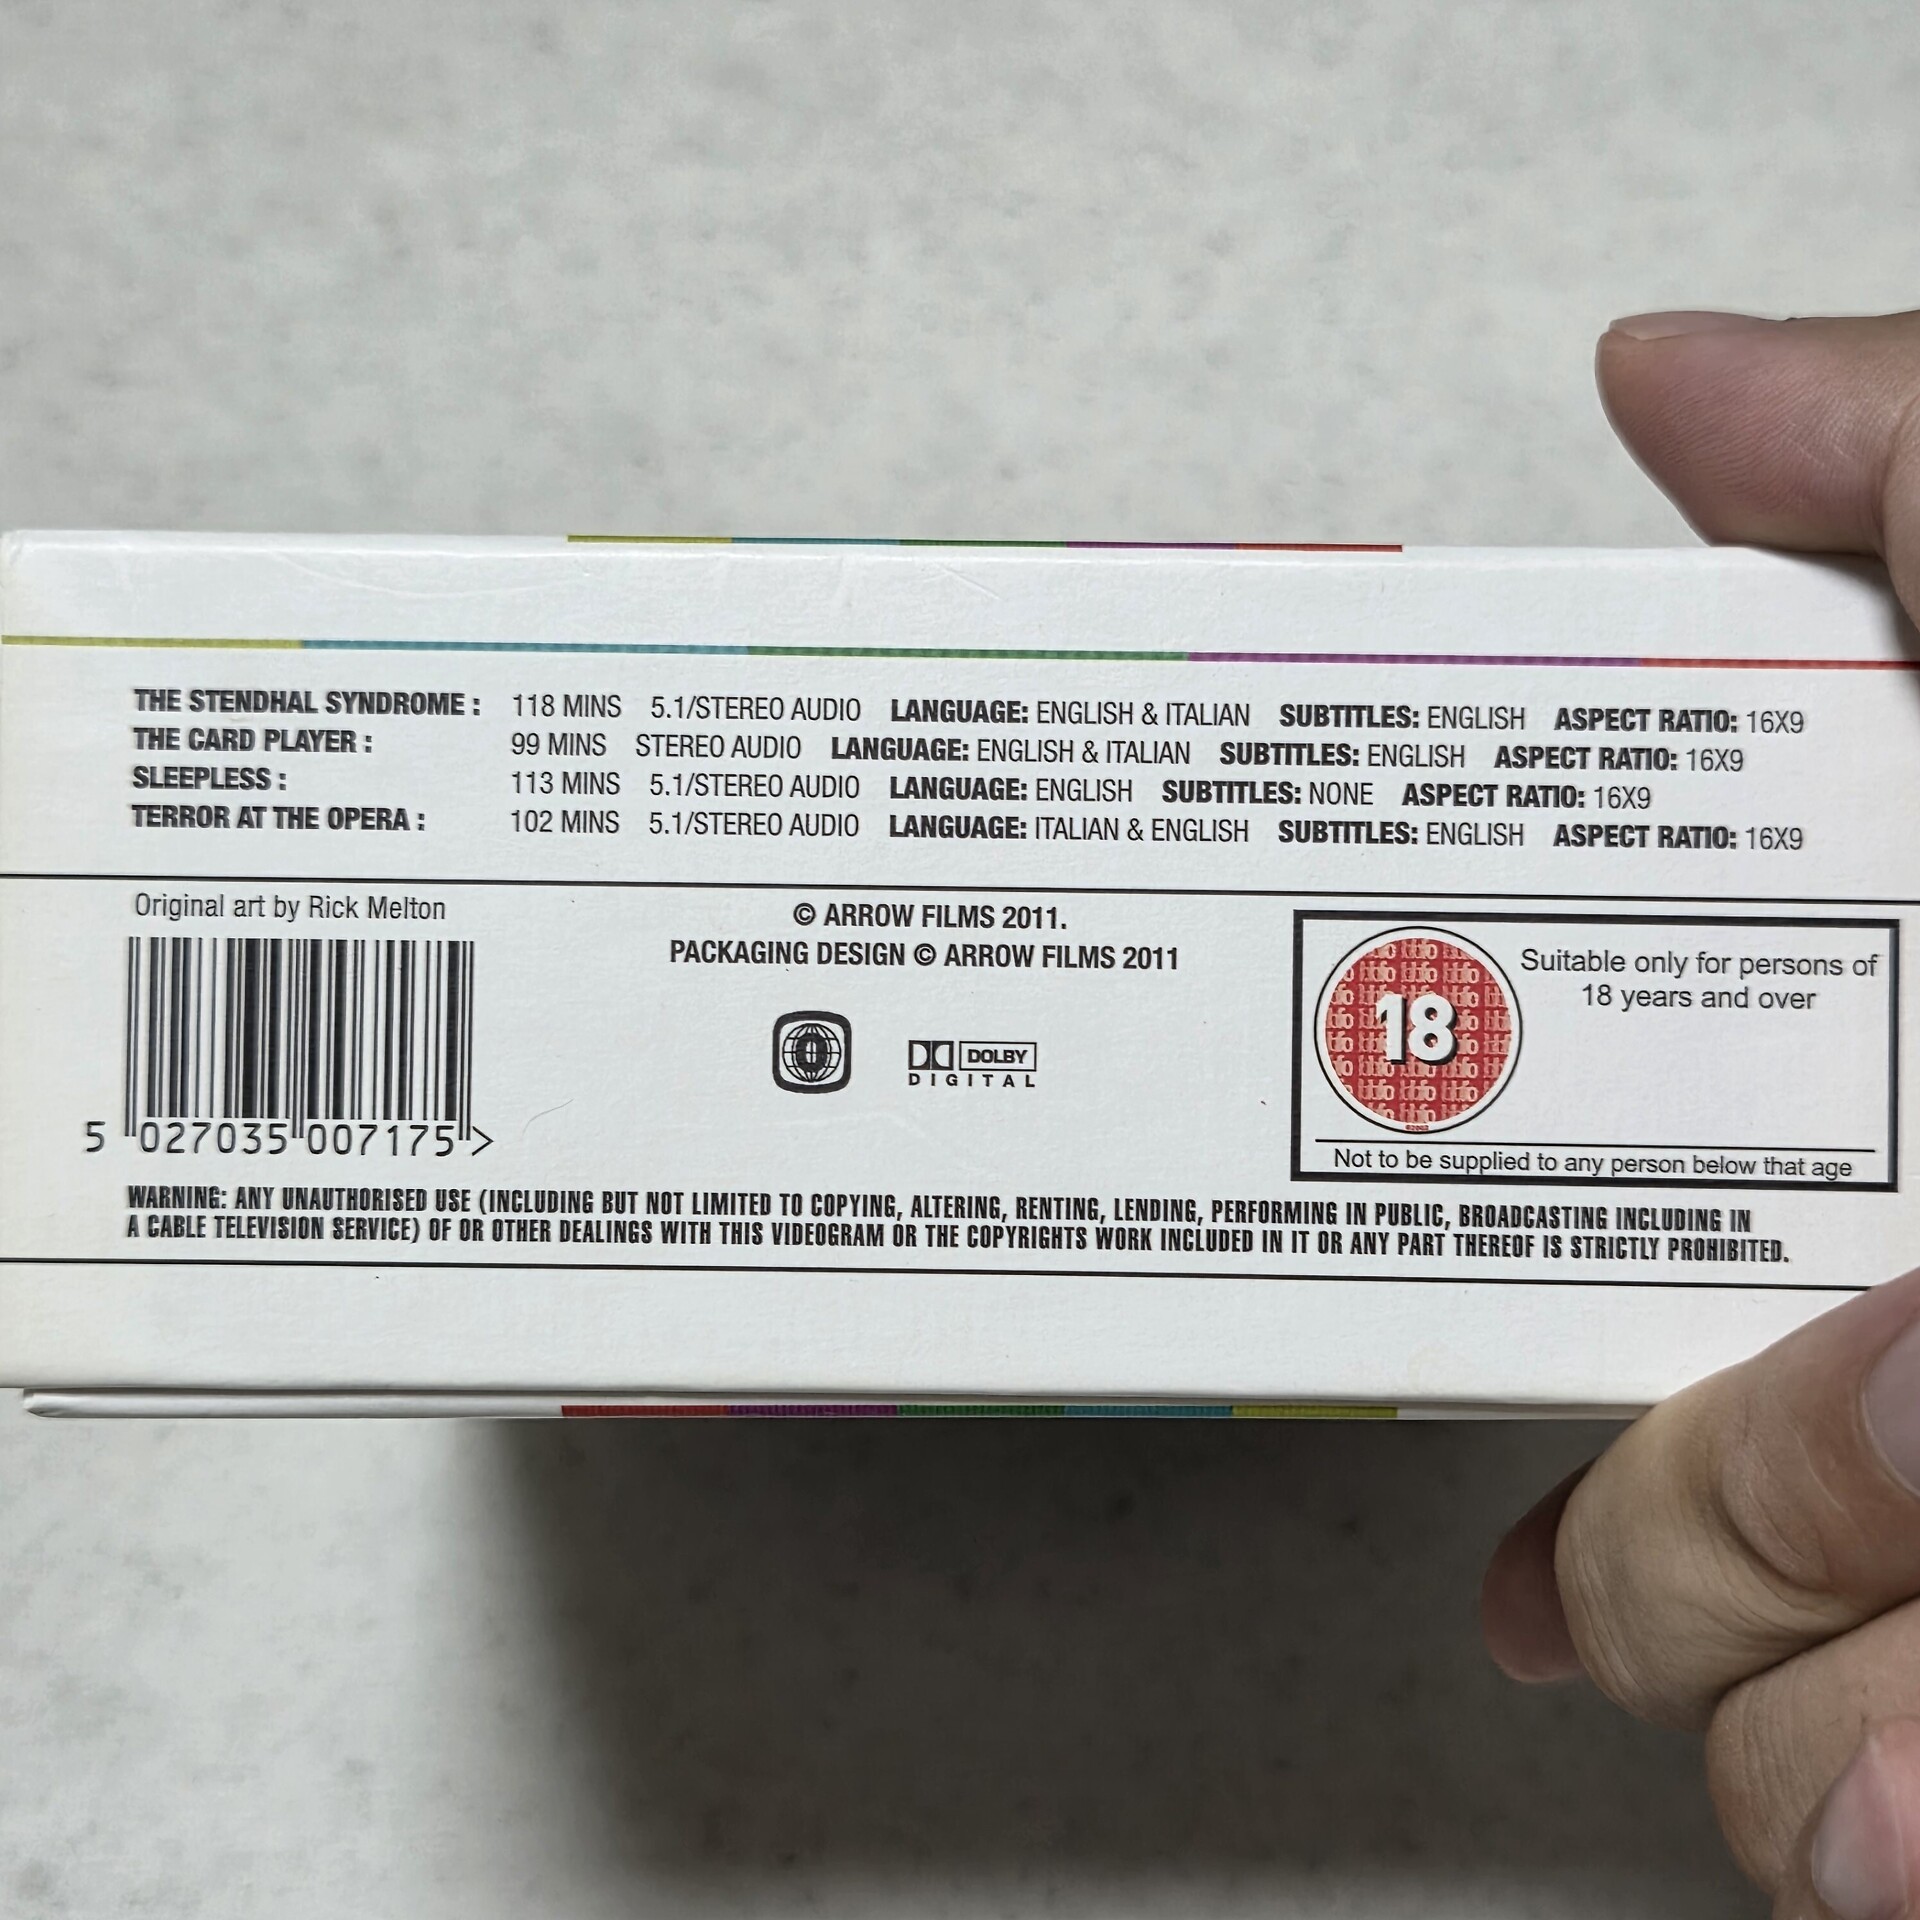 THE STENDHAL SYNDROME : 118 MINS 5.1/STEREO AUDIO LANGUAGE: ENGLISH & ITALIAN SUBTITLES: ENGLISH ASPECT RATIO: 16X9
THE CARD PLAYER : 99 MINS STEREO AUDIO LANGUAGE: ENGLISH & ITALIAN SUBTITLES: ENGLISH ASPECT RATIO: 16X9
SLEEPLESS : 113 MINS 5.1/STEREO AUDIO LANGUAGE: ENGLISH SUBTITLES: NONE ASPECT RATIO: 16X9
TERROR AT THE OPERA : 102 MINS 5.1/STEREO AUDIO LANGUAGE: ITALIAN & ENGLISH SUBTITLES: ENGLISH ASPECT RATIO: 16X9
Original art by Rick Melton
5 027035 007175 >
© ARROW FILMS 2011.
PACKAGING DESIGN © ARROW FILMS 2011
0
DOLBY
DIGITAL
18
Suitable only for persons of
18 years and over
Not to be supplied to any person below that age
WARNING: ANY UNAUTHORISED USE (INCLUDING BUT NOT LIMITED TO COPYING, ALTERING, RENTING, LENDING, PERFORMING IN PUBLIC, BROADCASTING INCLUDING IN
A CABLE TELEVISION SERVICE) OF OR OTHER DEALINGS WITH THIS VIDEOGRAM OR THE COPYRIGHTS WORK INCLUDED IN IT OR ANY PART THEREOF IS STRICTLY PROHIBITED.